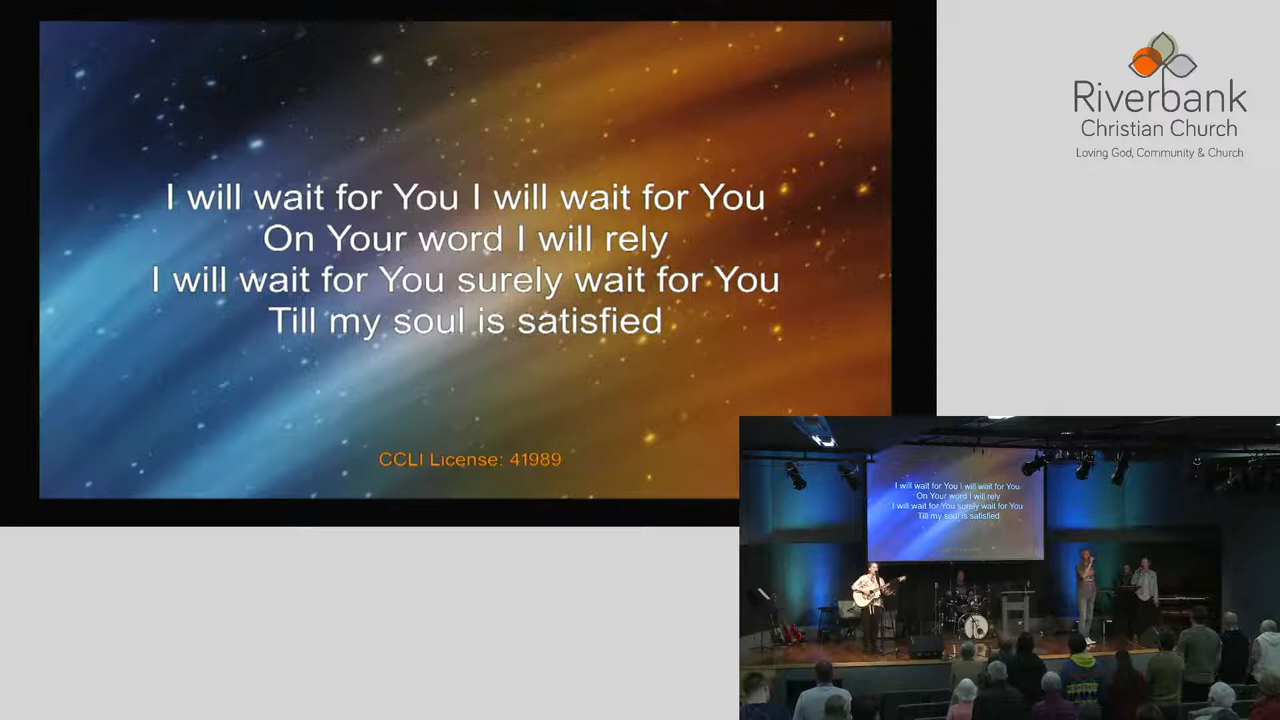 I will wait for You I will wait for You
On Your word I will rely
I will wait for You surely wait for You
Till my soul is satisfied
CCLI License: 41989
Riverbank
Christian Church
Loving God, Community & Church
I will wait for You I will wait for You
On Your word I will rely
I will wait for You surely wait for You
Till my soul is satisfied